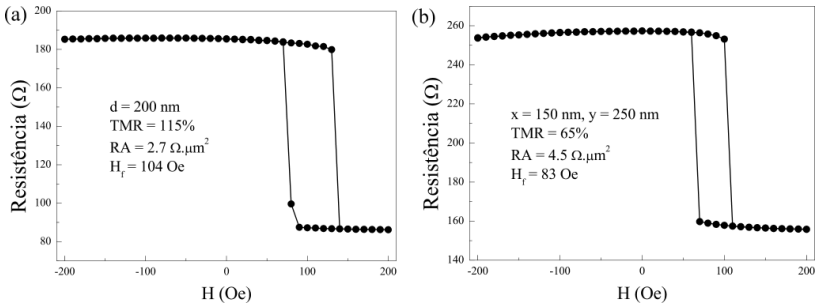 (a)
200
180
160
140
120
100
80
Resistência (Ω)
d = 200 nm
TMR = 115%
RA = 2.7 Ω.μm²
H_f = 104 Oe
-200 -100 0 100 200
H (Oe)
(b)
260
240
220
200
180
160
140
Resistência (Ω)
x = 150 nm, y = 250 nm
TMR = 65%
RA = 4.5 Ω.μm²
H_f = 83 Oe
-200 -100 0 100 200
H (Oe)